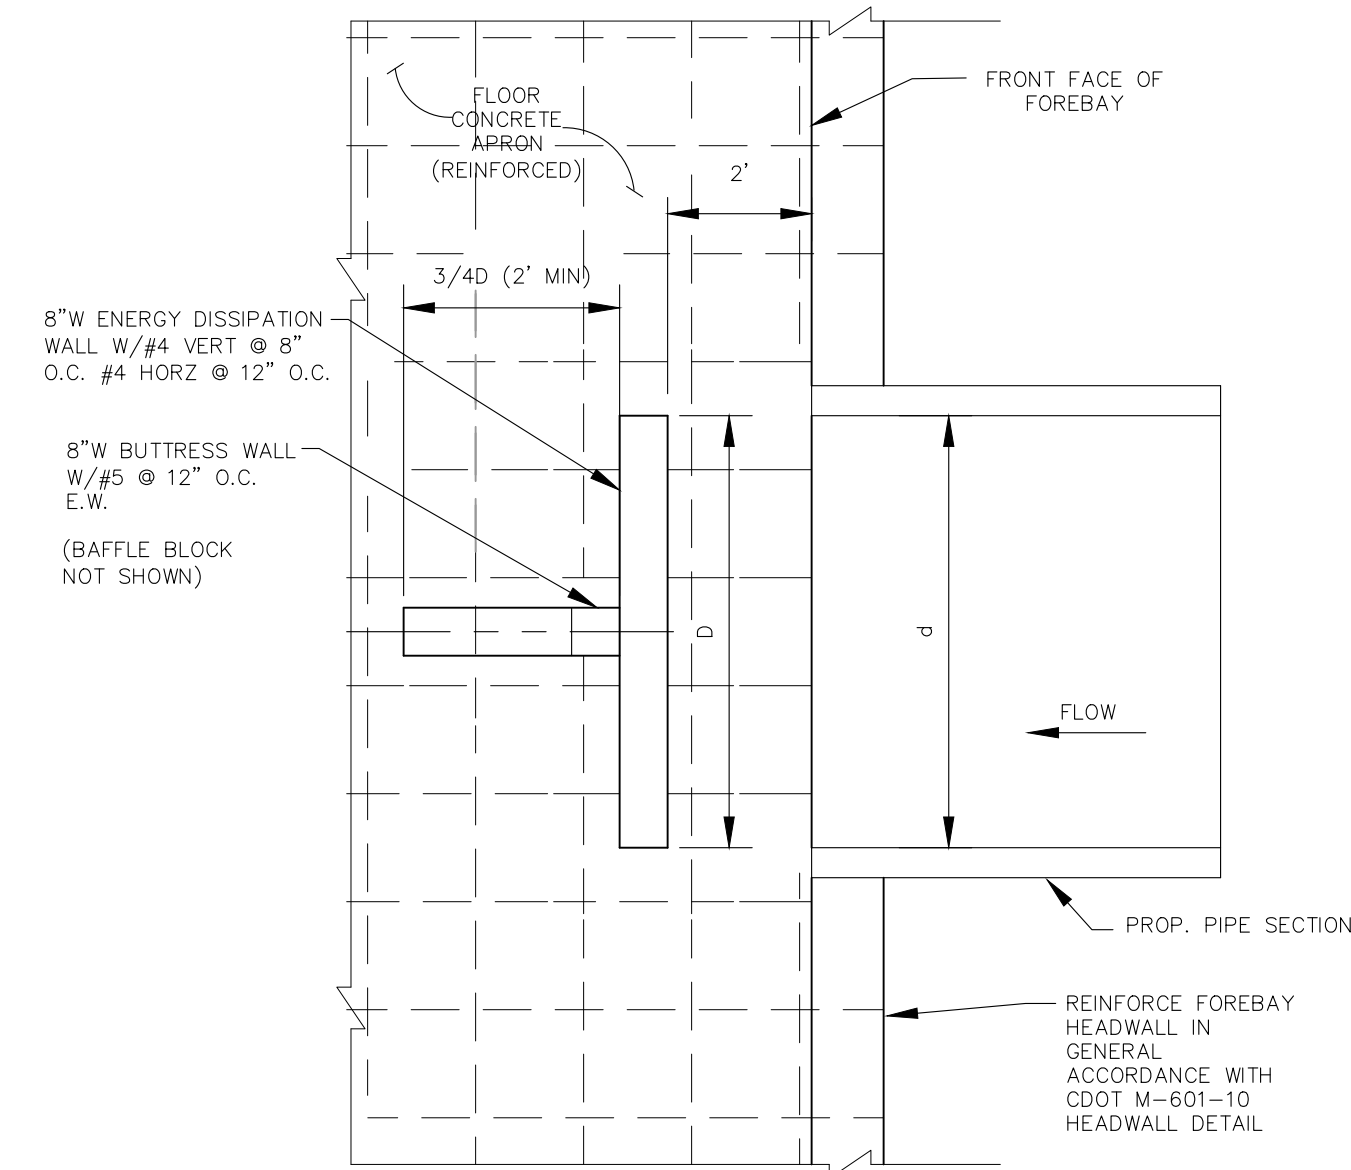 FRONT FACE OF
FOREBAY
FLOOR
CONCRETE
APRON
(REINFORCED)
2'
3/4D (2' MIN)
8"W ENERGY DISSIPATION
WALL W/#4 VERT @ 8"
O.C. #4 HORZ @ 12" O.C.
8"W BUTTRESS WALL
W/#5 @ 12" O.C.
E.W.
(BAFFLE BLOCK
NOT SHOWN)
D
d
FLOW
PROP. PIPE SECTION
REINFORCE FOREBAY
HEADWALL IN
GENERAL
ACCORDANCE WITH
CDOT M-601-10
HEADWALL DETAIL